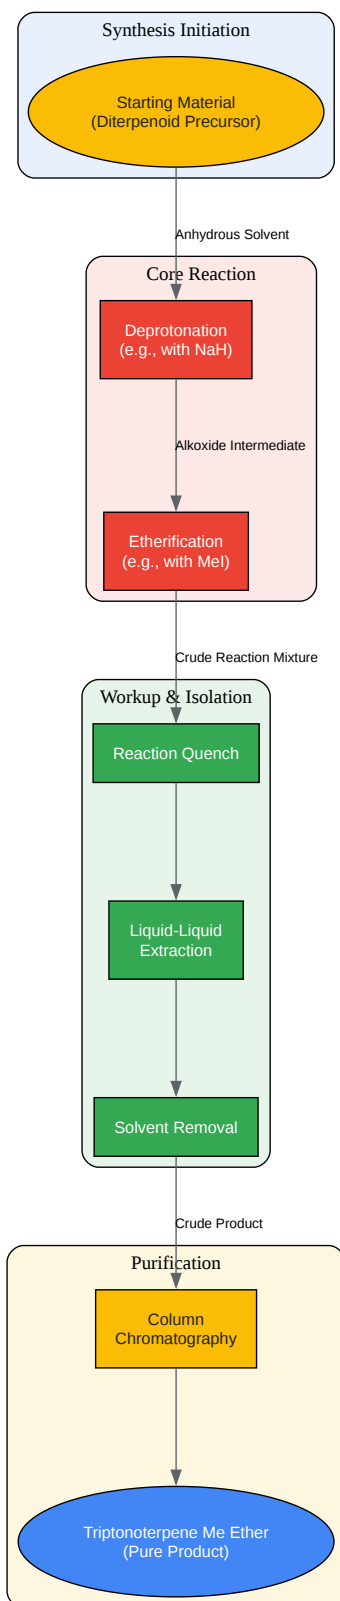 Synthesis Initiation
Starting Material
(Diterpenoid Precursor)
Anhydrous Solvent
Core Reaction
Deprotonation
(e.g., with NaH)
Alkoxide Intermediate
Etherification
(e.g., with MeI)
Crude Reaction Mixture
Workup & Isolation
Reaction Quench
Liquid-Liquid
Extraction
Solvent Removal
Crude Product
Purification
Column
Chromatography
Triptonoterpene Me Ether
(Pure Product)